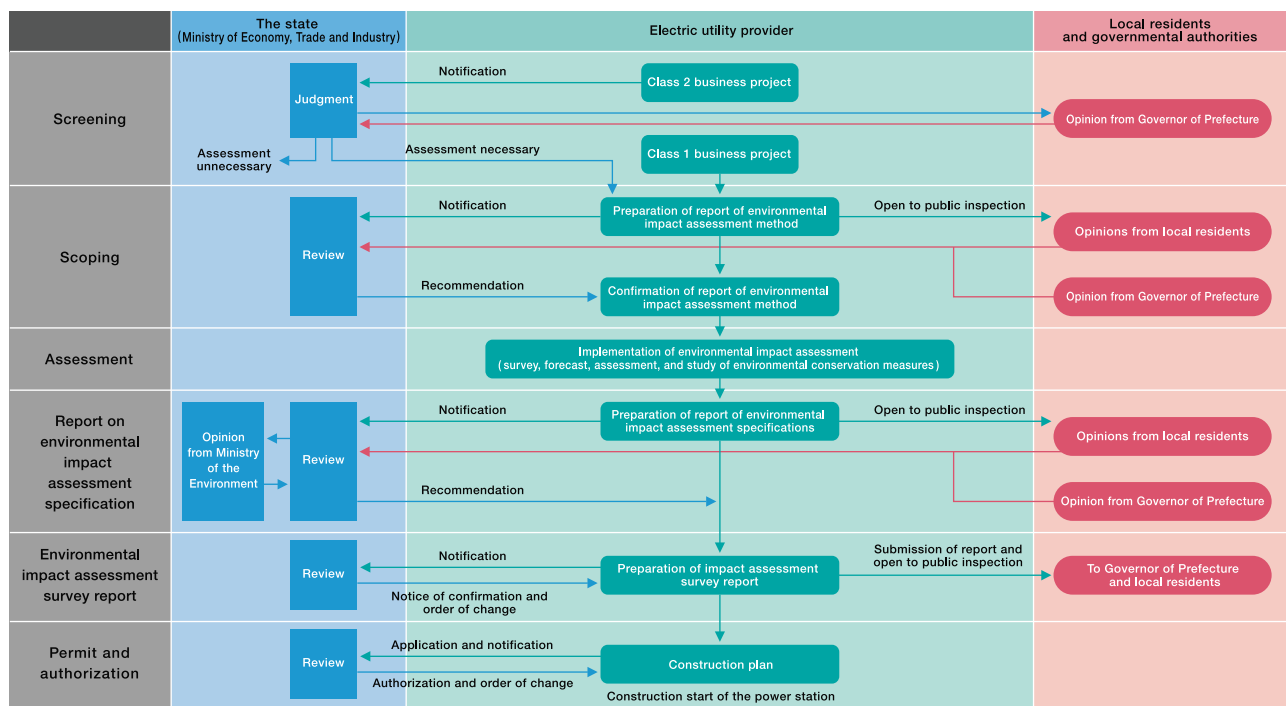 The state
(Ministry of Economy, Trade and Industry)
Electric utility provider
Local residents
and governmental authorities
Screening
Judgment
Notification
Class 2 business project
Opinion from Governor of Prefecture
Assessment
unnecessary
Assessment necessary
Class 1 business project
Scoping
Review
Notification
Preparation of report of environmental
impact assessment method
Open to public inspection
Opinions from local residents
Recommendation
Confirmation of report of environmental
impact assessment method
Opinion from Governor of Prefecture
Assessment
Implementation of environmental impact assessment
(survey, forecast, assessment, and study of environmental conservation measures)
Report on
environmental
impact
assessment
specification
Opinion
from Ministry
of the
Environment
Review
Notification
Preparation of report of environmental
impact assessment specifications
Open to public inspection
Opinions from local residents
Recommendation
Opinion from Governor of Prefecture
Environmental
impact assessment
survey report
Review
Notification
Notice of confirmation and
order of change
Preparation of impact assessment
survey report
Submission of report and
open to public inspection
To Governor of Prefecture
and local residents
Permit and
authorization
Review
Application and notification
Authorization and order of change
Construction plan
Construction start of the power station